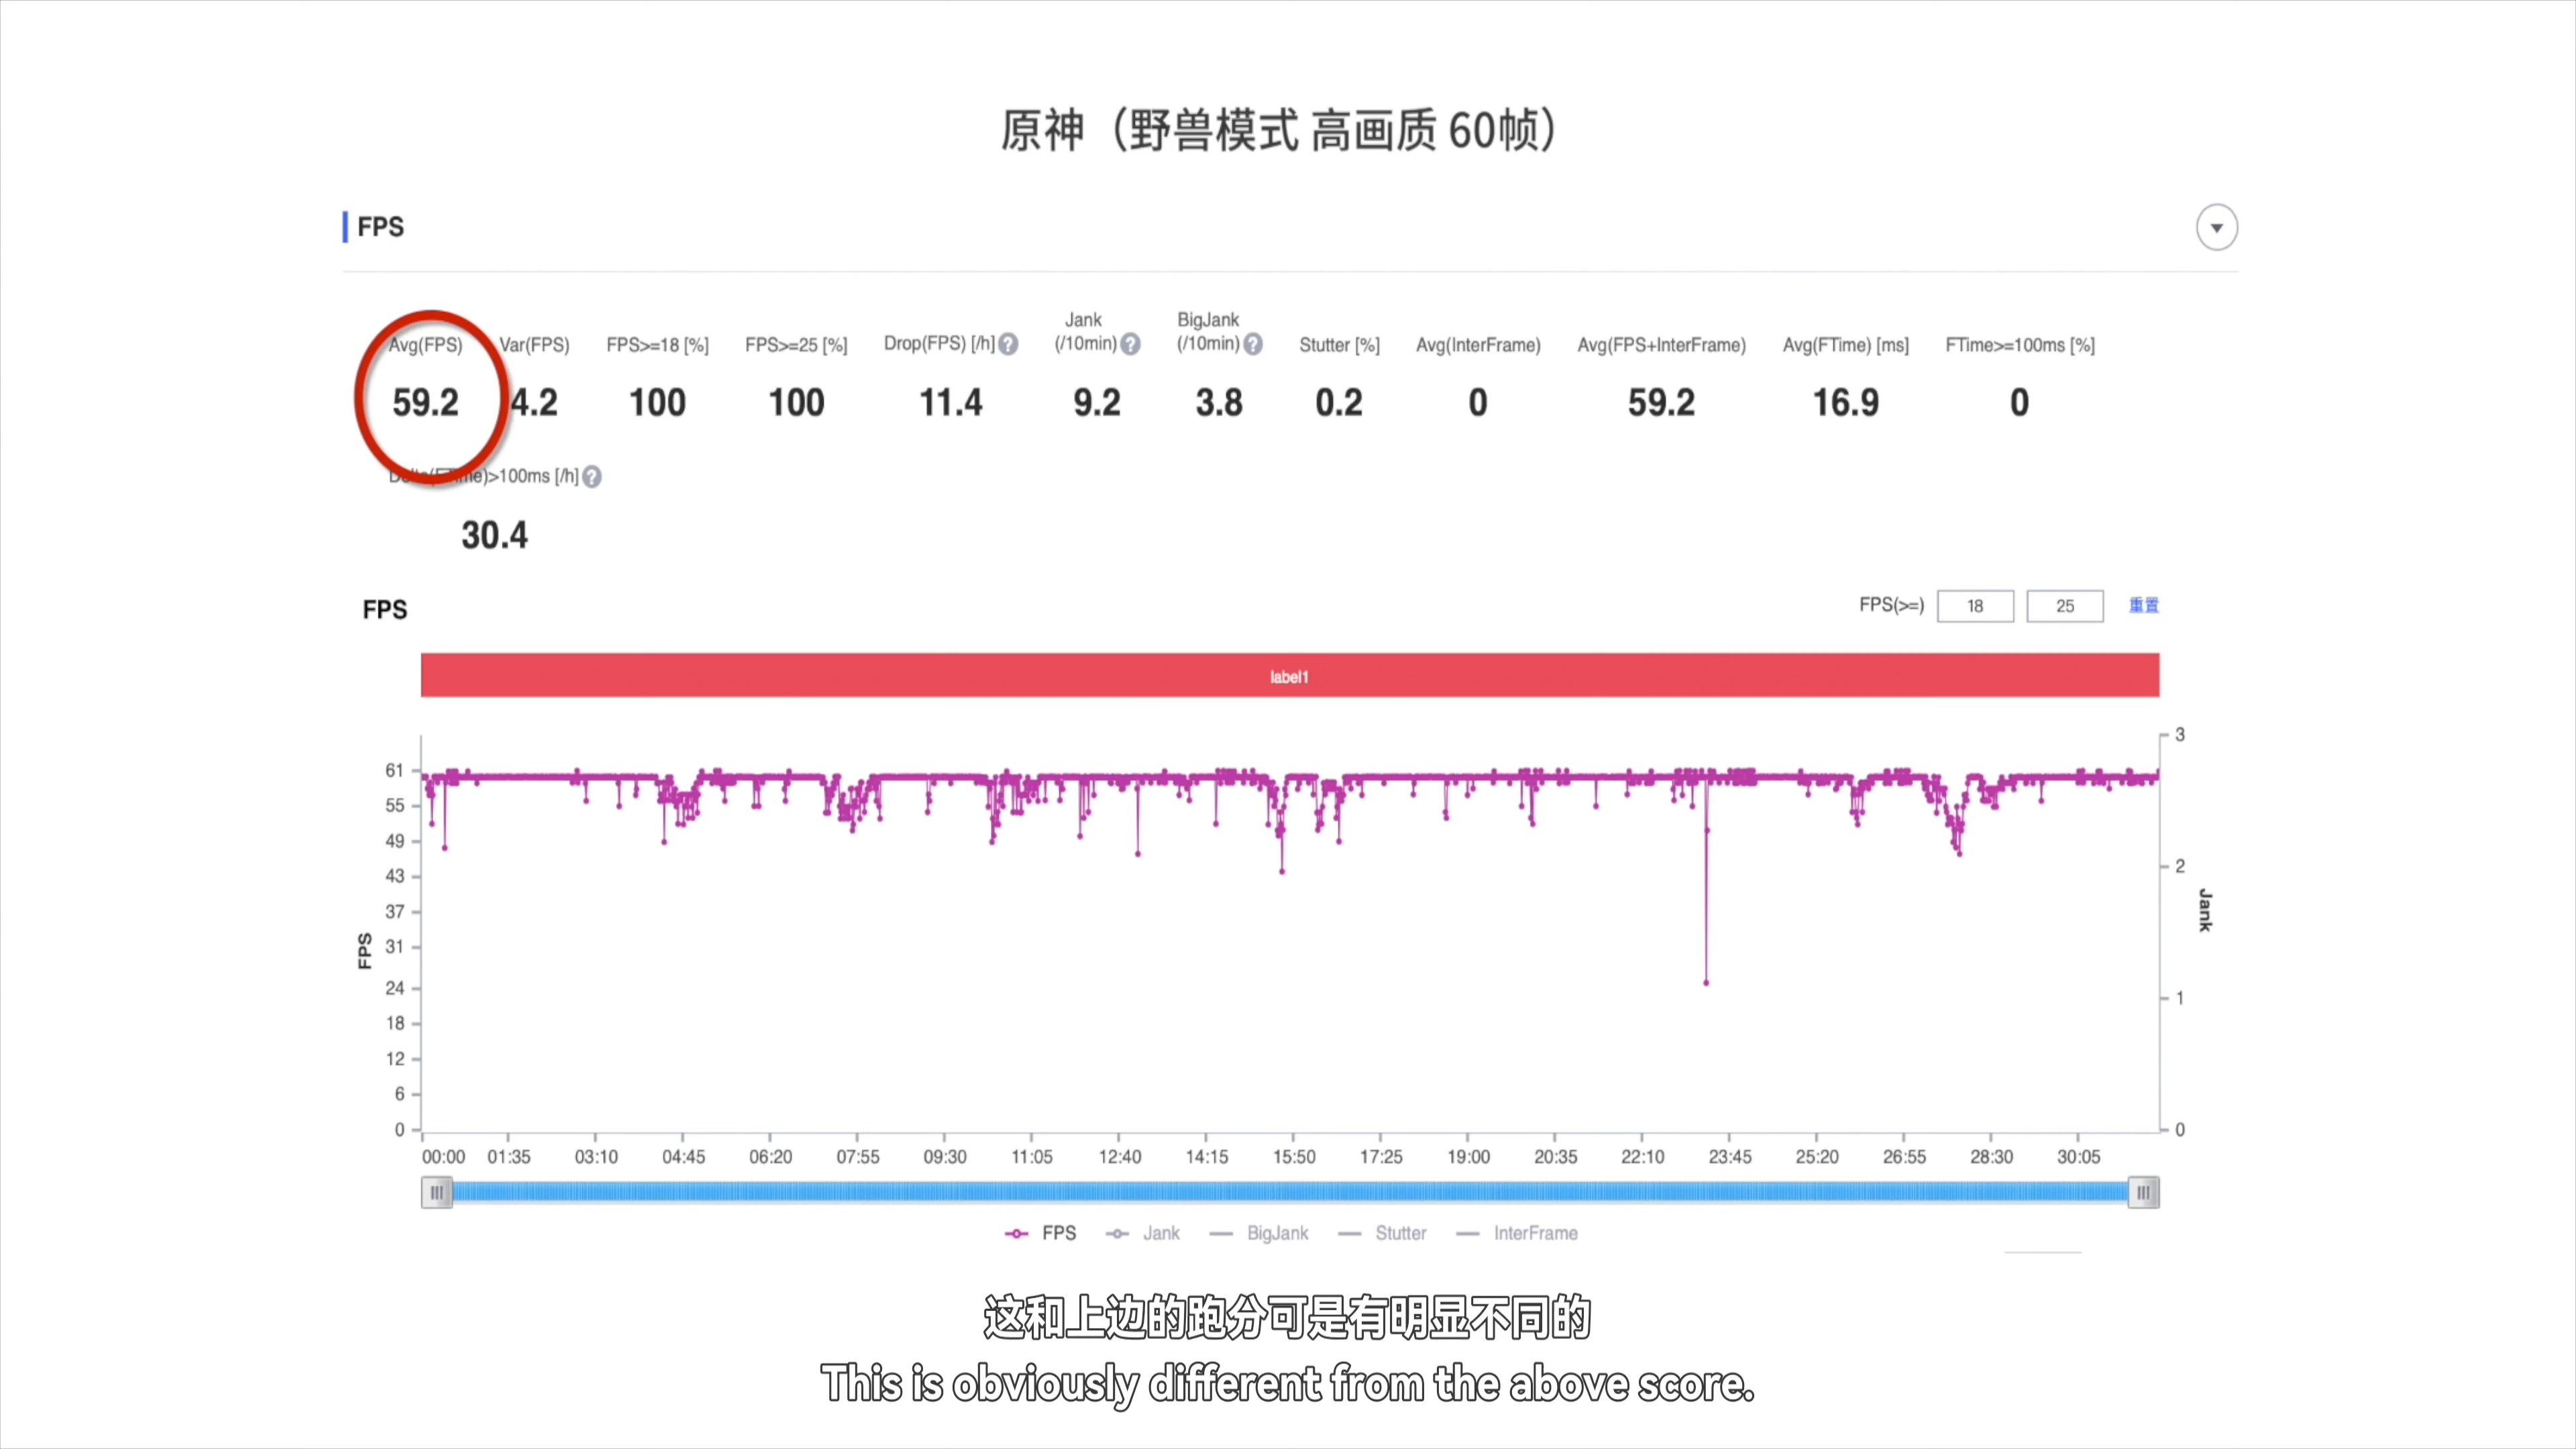 原神（野兽模式 高画质 60帧）
FPS
Avg(FPS) Var(FPS) FPS>=18 [%] FPS>=25 [%] Drop(FPS) [/h] Jank (/10min) BigJank (/10min) Stutter [%] Avg(InterFrame) Avg(FPS+InterFrame) Avg(FTime) [ms] FTime>=100ms [%]
59.2 4.2 100 100 11.4 9.2 3.8 0.2 0 59.2 16.9 0
Delta(FTime)>100ms [/h]
30.4
FPS
FPS(>=) 18 25 重置
label1
FPS
61
55
49
43
37
31
24
18
12
6
0
3
2
1
0
Jank
00:00 01:35 03:10 04:45 06:20 07:55 09:30 11:05 12:40 14:15 15:50 17:25 19:00 20:35 22:10 23:45 25:20 26:55 28:30 30:05
FPS Jank BigJank Stutter InterFrame
这和上边的跑分可是有明显不同的
This is obviously different from the above score.